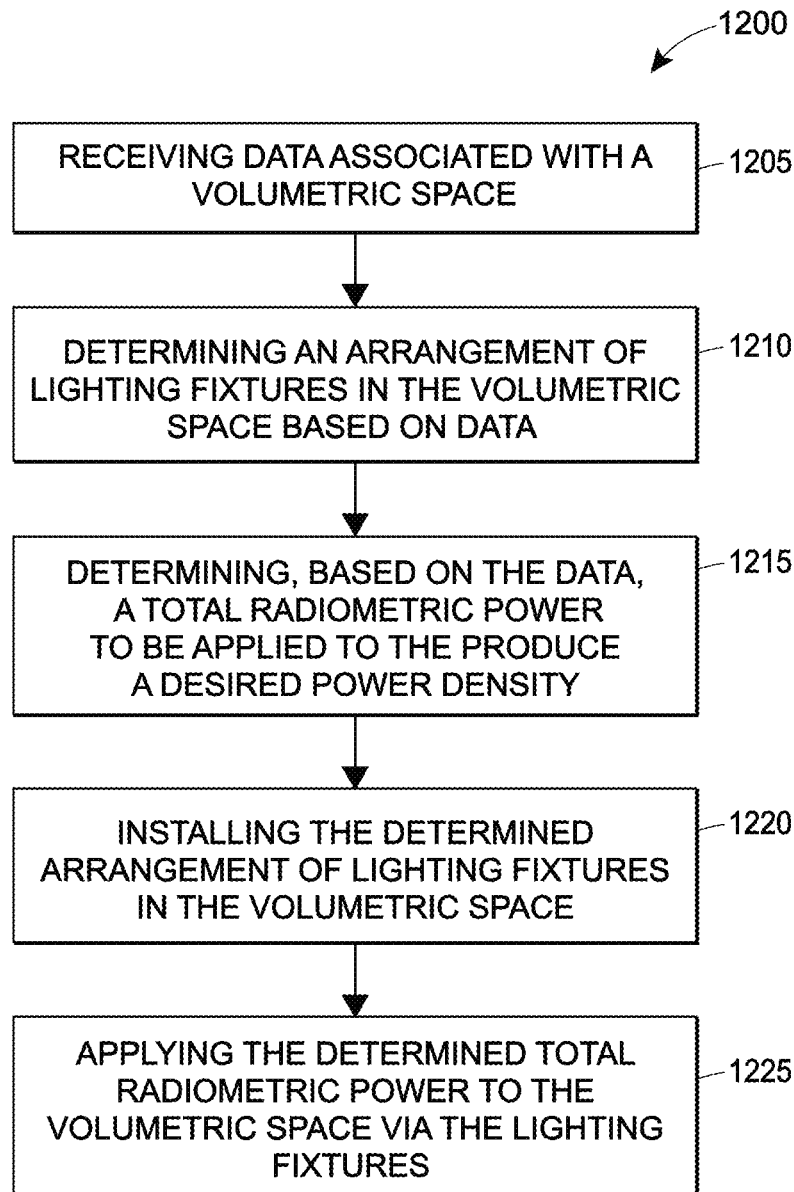 1200
RECEIVING DATA ASSOCIATED WITH A
VOLUMETRIC SPACE
1205
DETERMINING AN ARRANGEMENT OF
LIGHTING FIXTURES IN THE VOLUMETRIC
SPACE BASED ON DATA
1210
DETERMINING, BASED ON THE DATA,
A TOTAL RADIOMETRIC POWER
TO BE APPLIED TO THE PRODUCE
A DESIRED POWER DENSITY
1215
INSTALLING THE DETERMINED
ARRANGEMENT OF LIGHTING FIXTURES
IN THE VOLUMETRIC SPACE
1220
APPLYING THE DETERMINED TOTAL
RADIOMETRIC POWER TO THE
VOLUMETRIC SPACE VIA THE LIGHTING
FIXTURES
1225